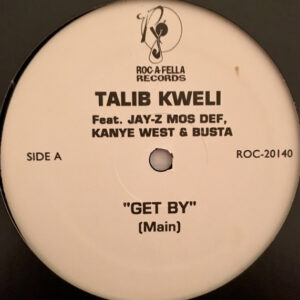 ROC-A-FELLA
RECORDS
TALIB KWELI
Feat. JAY-Z MOS DEF,
KANYE WEST & BUSTA
SIDE A
ROC-20140
"GET BY"
(Main)